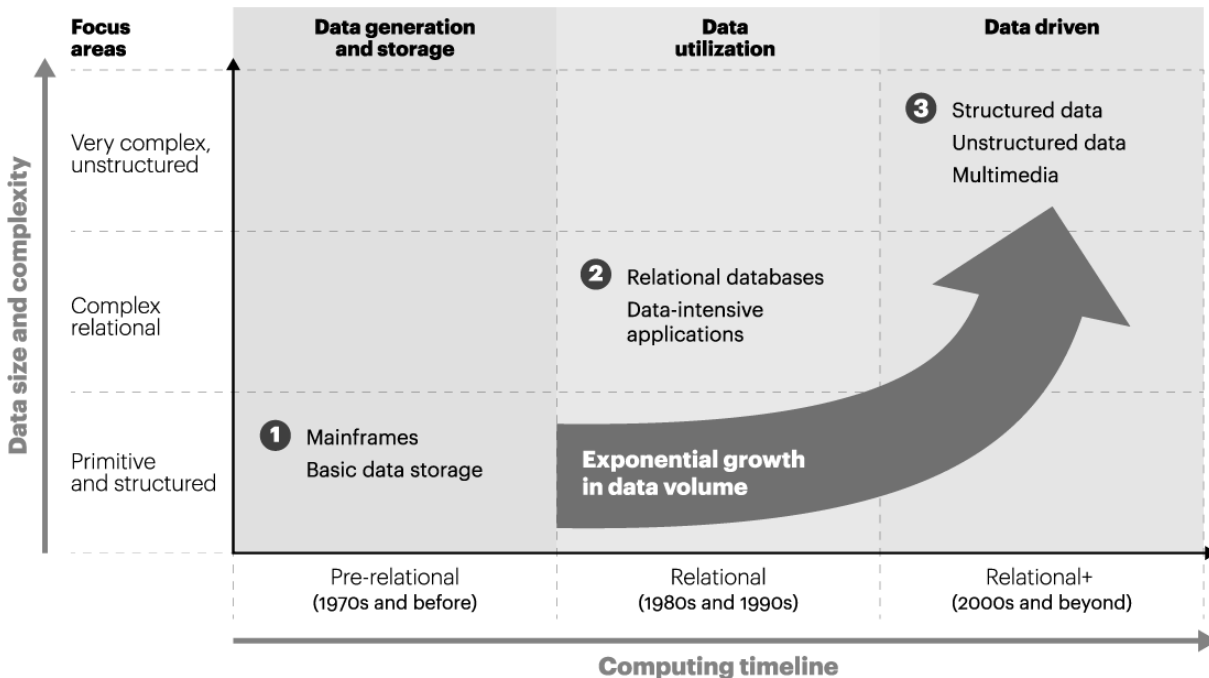 Focus
areas
Data generation
and storage
Data
utilization
Data driven
Data size and complexity
Very complex,
unstructured
3 Structured data
Unstructured data
Multimedia
Complex
relational
2 Relational databases
Data-intensive
applications
Primitive
and structured
1 Mainframes
Basic data storage
Exponential growth
in data volume
Pre-relational
(1970s and before)
Relational
(1980s and 1990s)
Relational+
(2000s and beyond)
Computing timeline